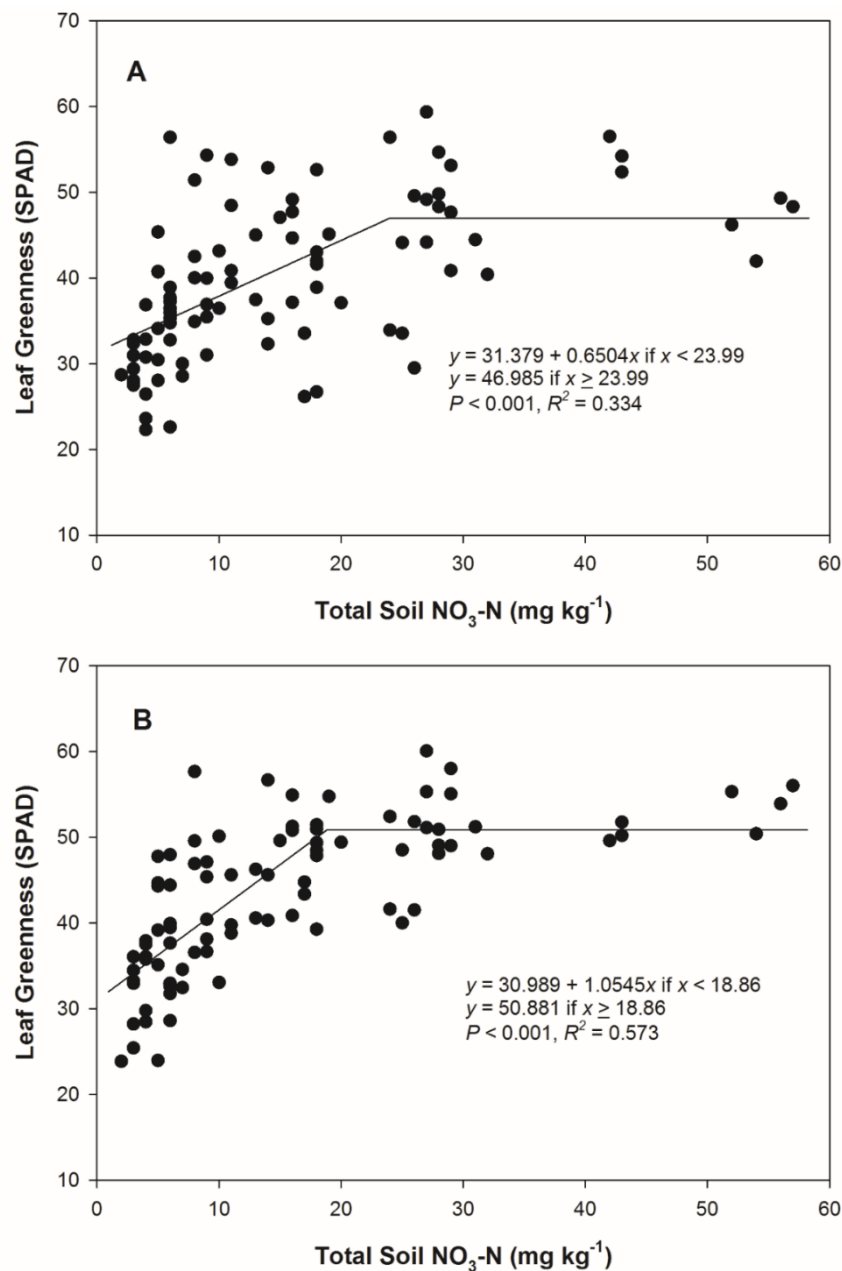 70
60
50
40
30
20
10
Leaf Greenness (SPAD)
A
y = 31.379 + 0.6504x if x < 23.99
y = 46.985 if x ≥ 23.99
P < 0.001, R² = 0.334
0 10 20 30 40 50 60
Total Soil NO₃-N (mg kg⁻¹)
70
60
50
40
30
20
10
Leaf Greenness (SPAD)
B
y = 30.989 + 1.0545x if x < 18.86
y = 50.881 if x ≥ 18.86
P < 0.001, R² = 0.573
0 10 20 30 40 50 60
Total Soil NO₃-N (mg kg⁻¹)